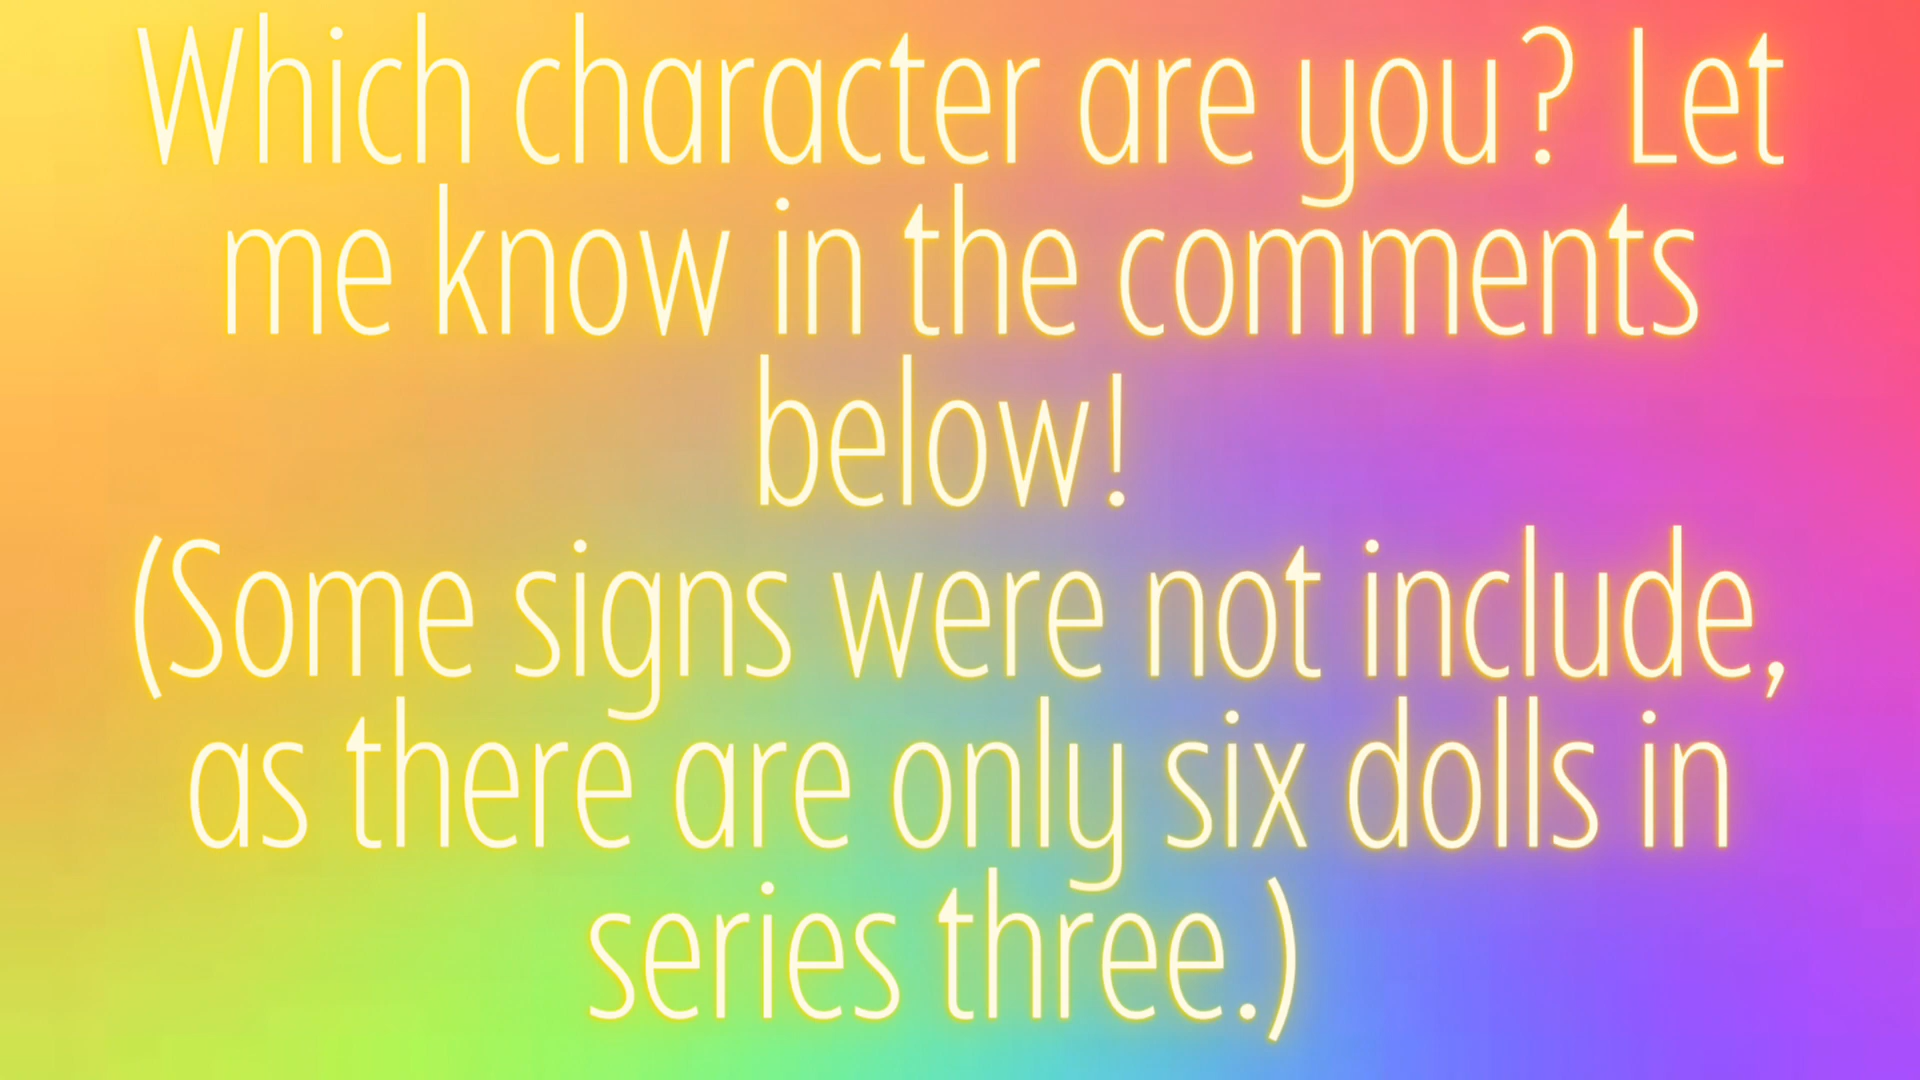 Which character are you? Let
me know in the comments
below!
(Some signs were not include,
as there are only six dolls in
series three.)